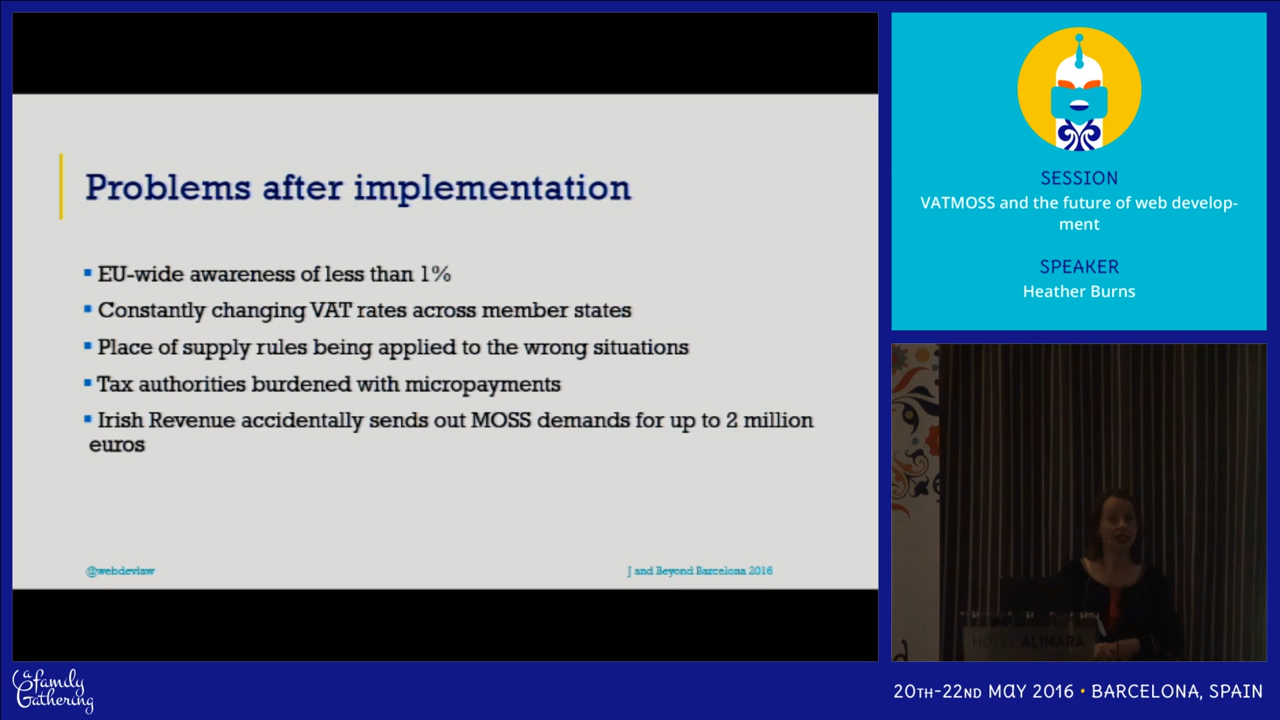 Problems after implementation
EU-wide awareness of less than 1%
Constantly changing VAT rates across member states
Place of supply rules being applied to the wrong situations
Tax authorities burdened with micropayments
Irish Revenue accidentally sends out MOSS demands for up to 2 million
euros
@webdevlaw
J and Beyond Barcelona 2016
SESSION
VATMOSS and the future of web develop-
ment
SPEAKER
Heather Burns
HOTEL ALIMARA
a family
Gathering
20TH-22ND MAY 2016 • BARCELONA, SPAIN